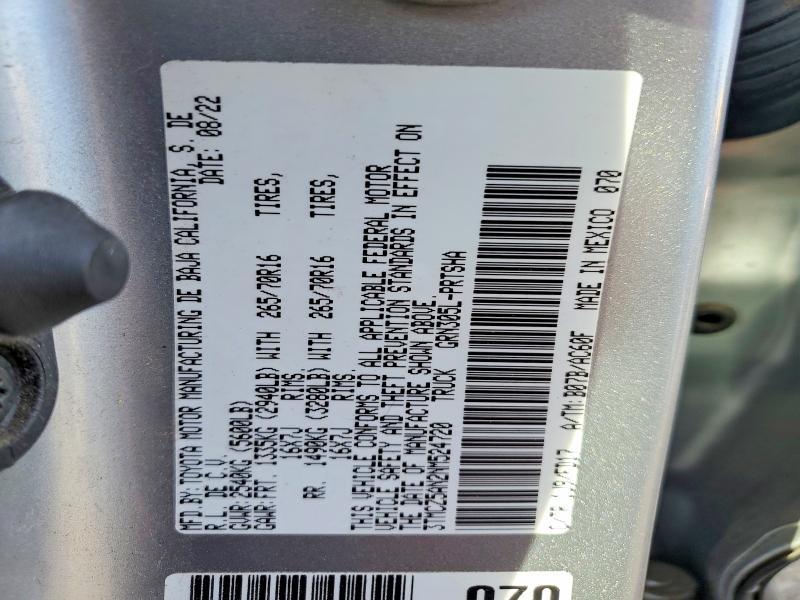 MFD.BY: TOYOTA MOTOR MANUFACTURING DE BAJA CALIFORNIA, S. DE
R.L. DE C.V. DATE: 08/22
GVWR: 2540KG (5600LB)
GAWR: FRT. 1335KG (2940LB) WITH 265/70R16 TIRES,
16X7J RIMS,
RR. 1490KG (3280LB) WITH 265/70R16 TIRES,
16X7J RIMS.
THIS VEHICLE CONFORMS TO ALL APPLICABLE FEDERAL MOTOR
VEHICLE SAFETY AND THEFT PREVENTION STANDARDS IN EFFECT ON
THE DATE OF MANUFACTURE SHOWN ABOVE.
TRUCK GRN305L-PRTSHA
A/TM: B07B/AC60F MADE IN MEXICO 070
070